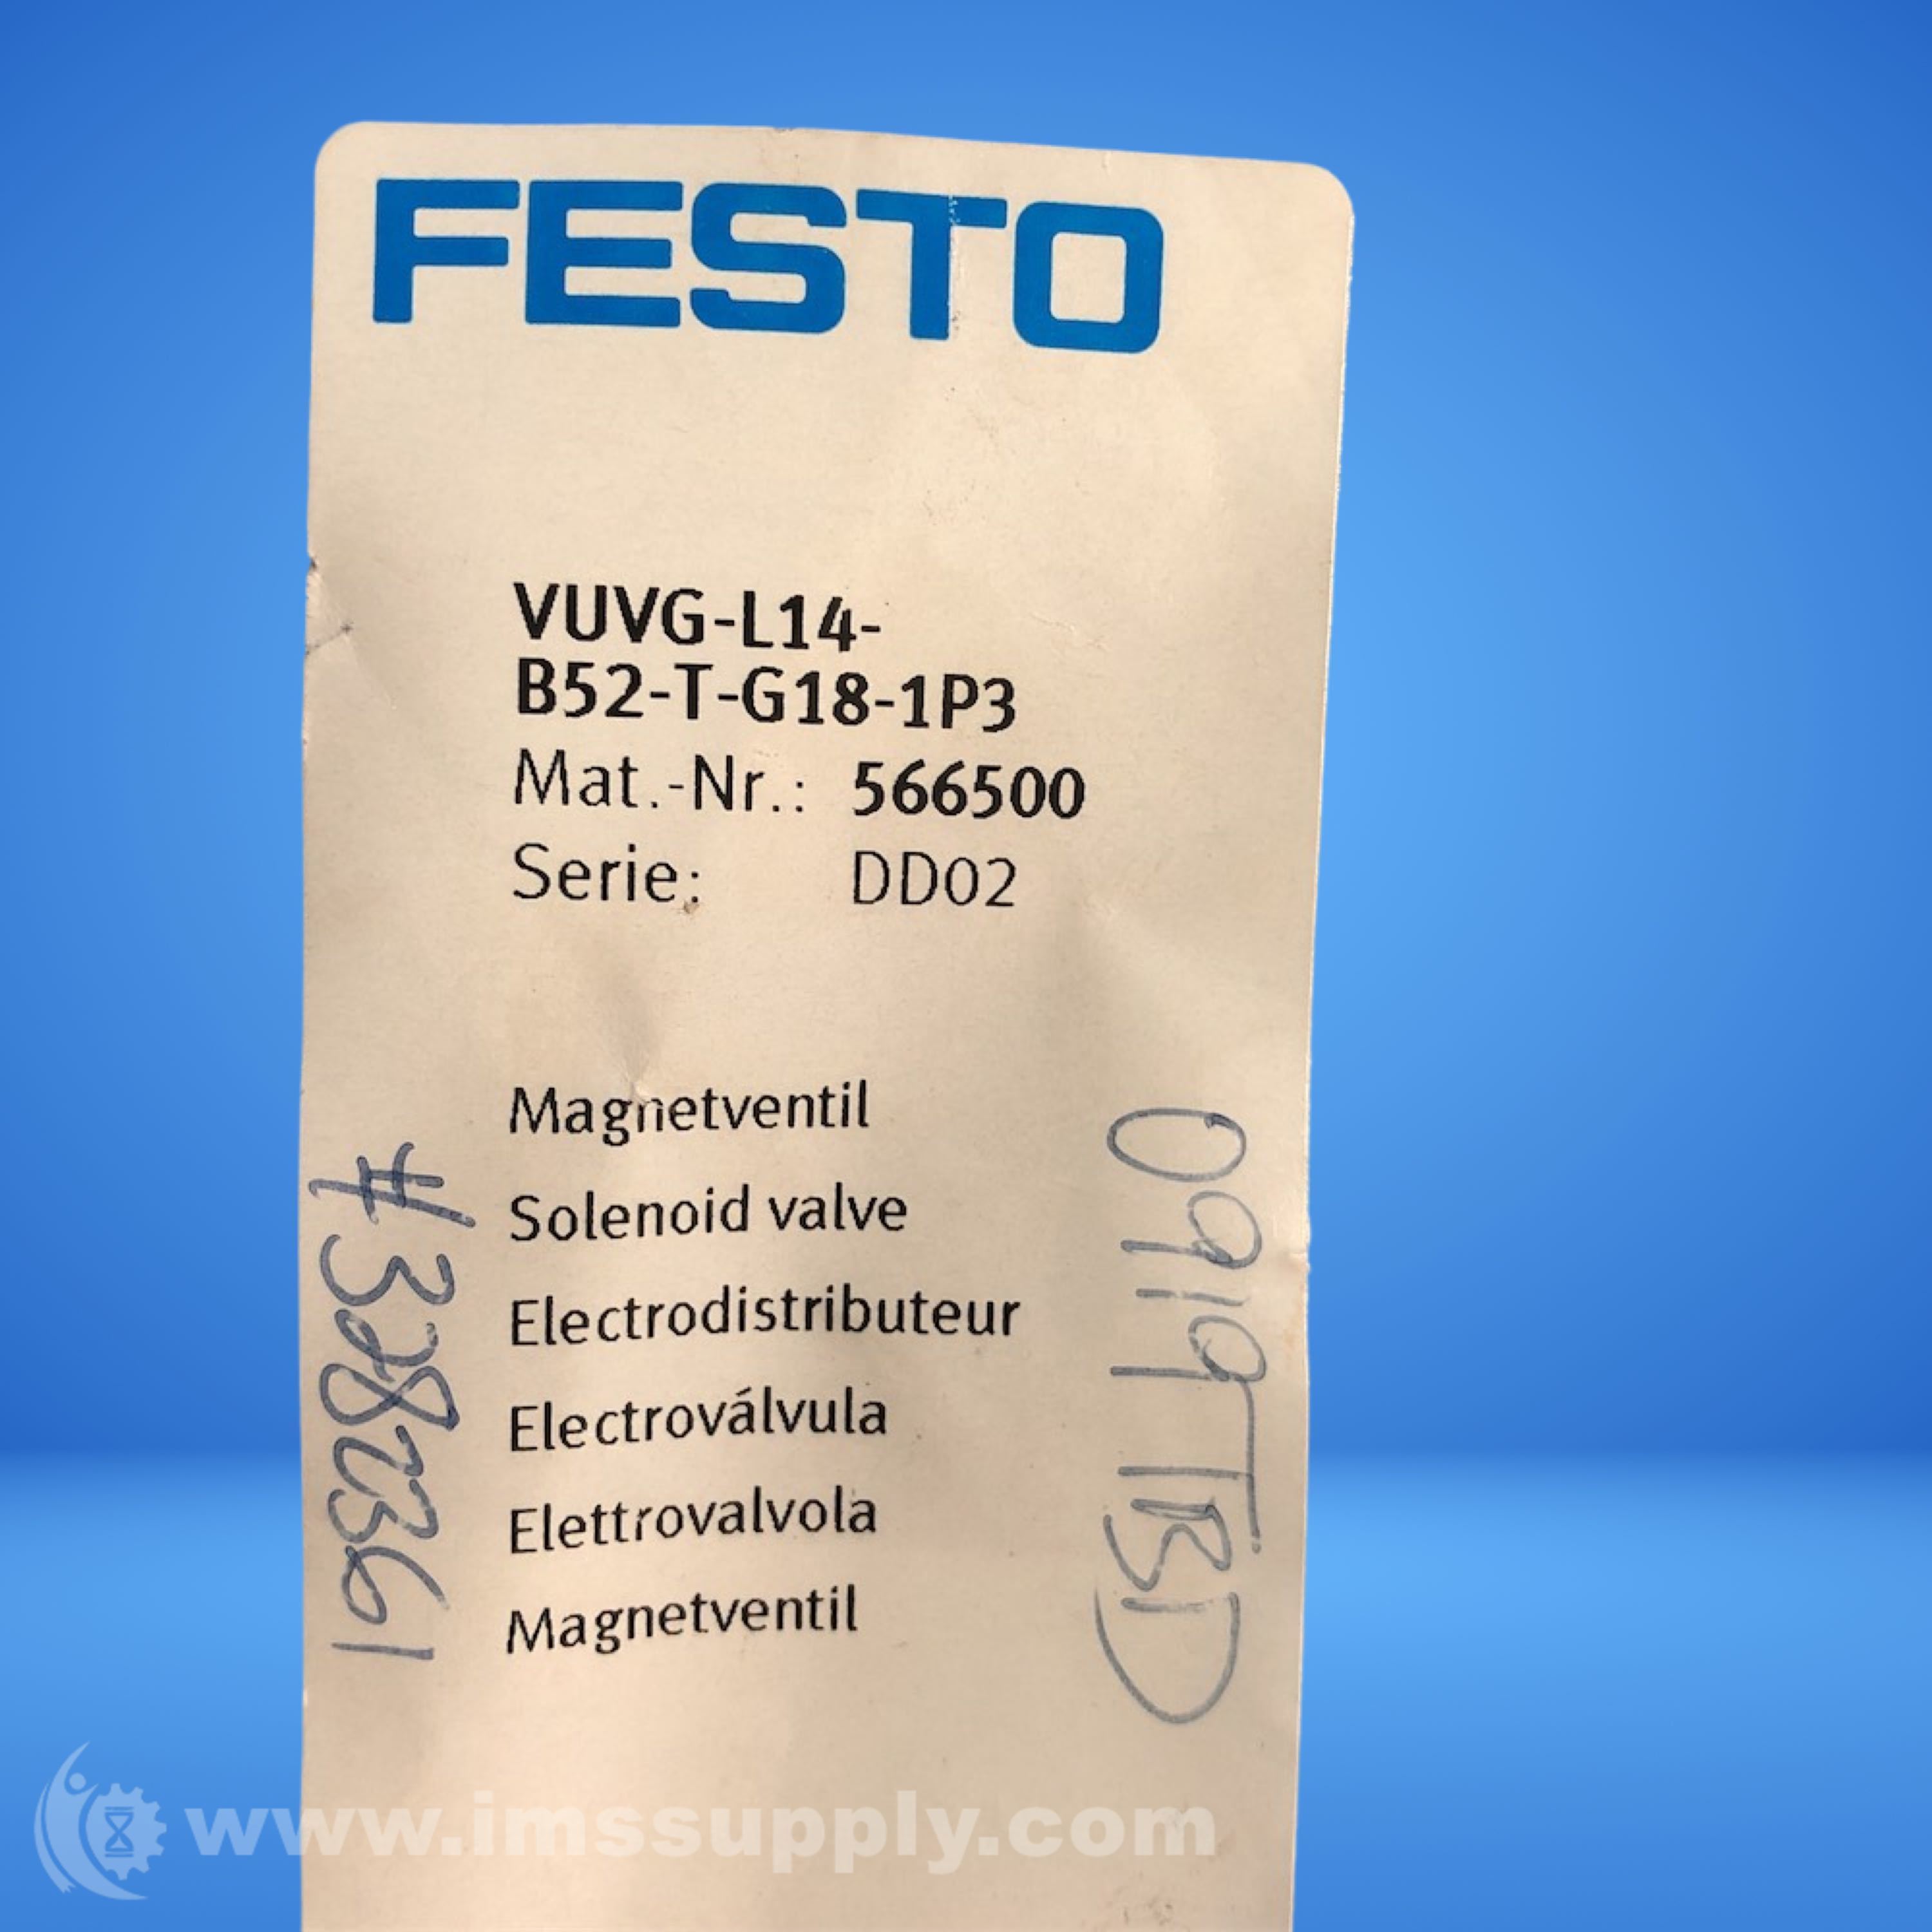 FESTO
VUVG-L14-
B52-T-G18-1P3
Mat.-Nr.: 566500
Serie: DD02
Magnetventil
Solenoid valve
Electrodistributeur
Electroválvula
Elettrovalvola
Magnetventil
0919TBD
www.imssupply.com